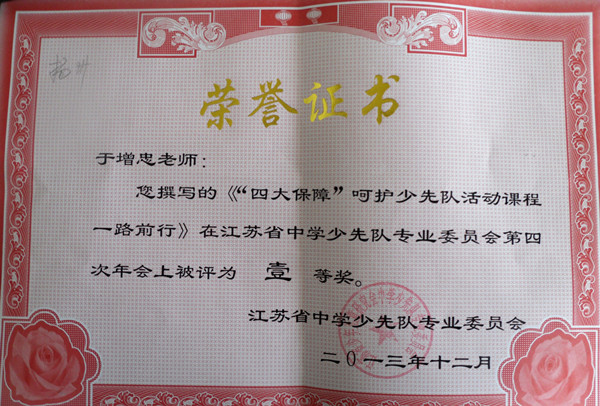 扬州
荣誉证书
于增忠老师：
您撰写的《“四大保障”呵护少先队活动课程
一路前行》在江苏省中学少先队专业委员会第四
次年会上被评为 壹 等奖。
江苏省中学少先队专业委员会
二〇一三年十二月